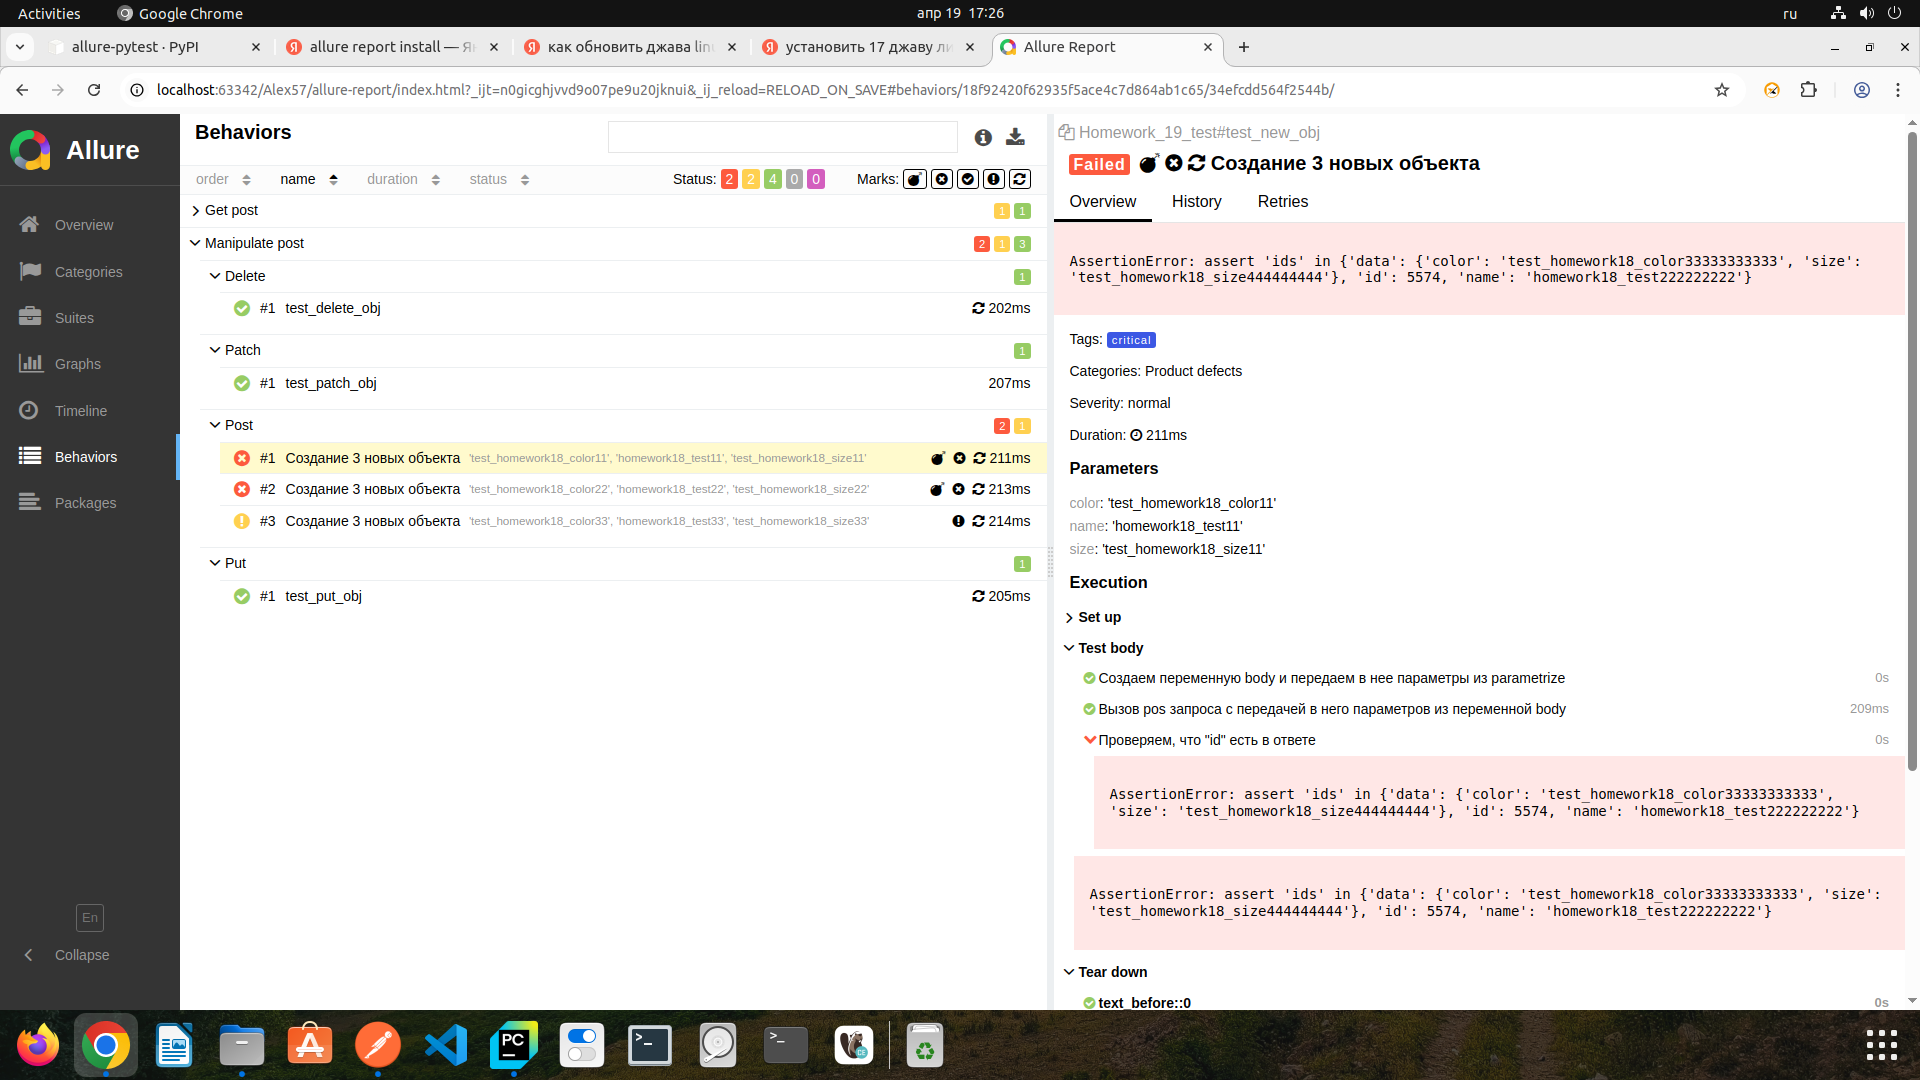 Activities
Google Chrome
апр 19 17:26
ru
allure-pytest · PyPI
allure report install — Ян
как обновить джава linu
установить 17 джаву ли
Allure Report
localhost:63342/Alex57/allure-report/index.html?_ijt=n0gicghjvvd9o07pe9u20jknui&_ij_reload=RELOAD_ON_SAVE#behaviors/18f92420f62935f5ace4c7d864ab1c65/34efcdd564f2544b/
Allure
Overview
Categories
Suites
Graphs
Timeline
Behaviors
Packages
En
Collapse
Behaviors
order name duration status Status: 2 2 4 0 0 Marks:
Get post 1 1
Manipulate post 2 1 3
Delete 1
#1 test_delete_obj 202ms
Patch 1
#1 test_patch_obj 207ms
Post 2 1
#1 Создание 3 новых объекта 'test_homework18_color11', 'homework18_test11', 'test_homework18_size11' 211ms
#2 Создание 3 новых объекта 'test_homework18_color22', 'homework18_test22', 'test_homework18_size22' 213ms
#3 Создание 3 новых объекта 'test_homework18_color33', 'homework18_test33', 'test_homework18_size33' 214ms
Put 1
#1 test_put_obj 205ms
Homework_19_test#test_new_obj
Failed Создание 3 новых объекта
Overview History Retries
AssertionError: assert 'ids' in {'data': {'color': 'test_homework18_color33333333333', 'size':
'test_homework18_size444444444'}, 'id': 5574, 'name': 'homework18_test222222222'}
Tags: critical
Categories: Product defects
Severity: normal
Duration: 211ms
Parameters
color: 'test_homework18_color11'
name: 'homework18_test11'
size: 'test_homework18_size11'
Execution
Set up
Test body
Создаем переменную body и передаем в нее параметры из parametrize 0s
Вызов pos запроса с передачей в него параметров из переменной body 209ms
Проверяем, что "id" есть в ответе 0s
AssertionError: assert 'ids' in {'data': {'color': 'test_homework18_color33333333333',
'size': 'test_homework18_size444444444'}, 'id': 5574, 'name': 'homework18_test222222222'}
AssertionError: assert 'ids' in {'data': {'color': 'test_homework18_color33333333333', 'size':
'test_homework18_size444444444'}, 'id': 5574, 'name': 'homework18_test222222222'}
Tear down
text_before::0 0s
PC
CE